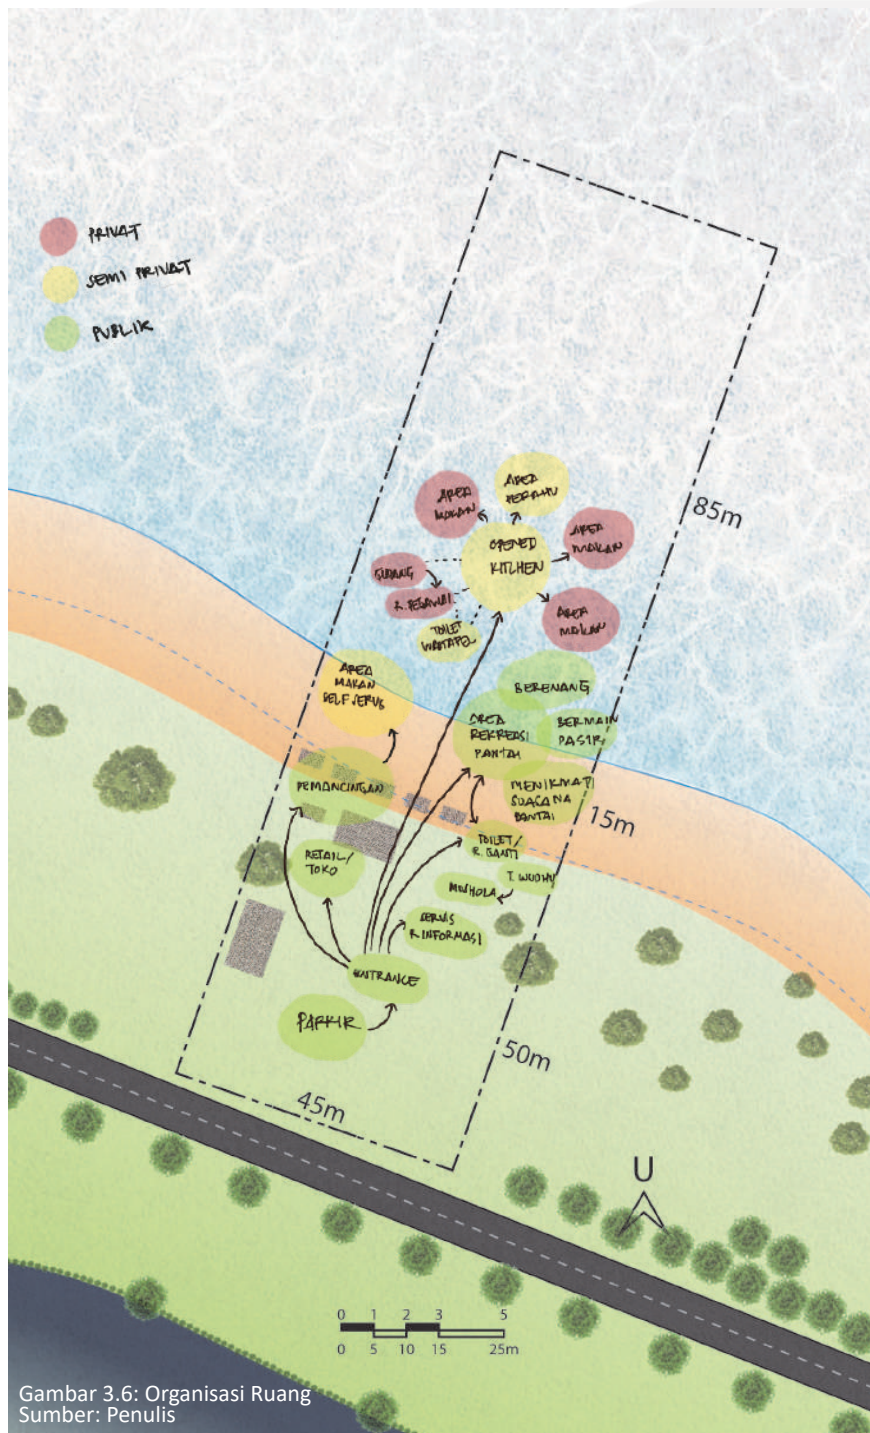 PRIVAT
SEMI PRIVAT
PUBLIK
AREA
PERAHU
AREA
MAKAN
OPENED
KITCHEN
AREA
MAKAN
85m
GUDANG
R. PEGAWAI
AREA
MAKAN
TOILET
WASTAFEL
AREA
MAKAN
SELF SERVIS
BERENANG
AREA
REKREASI
PANTAI
BERMAIN
PASIR
PEMANCINGAN
MENIKMATI
SUASANA
PANTAI
15m
TOILET/
R. GANTI
RETAIL/
TOKO
T. WUDHU
MUSHOLA
SERVIS
R INFORMASI
ENTRANCE
PARKIR
50m
45m
U
0 1 2 3 5
0 5 10 15 25m
Gambar 3.6: Organisasi Ruang
Sumber: Penulis